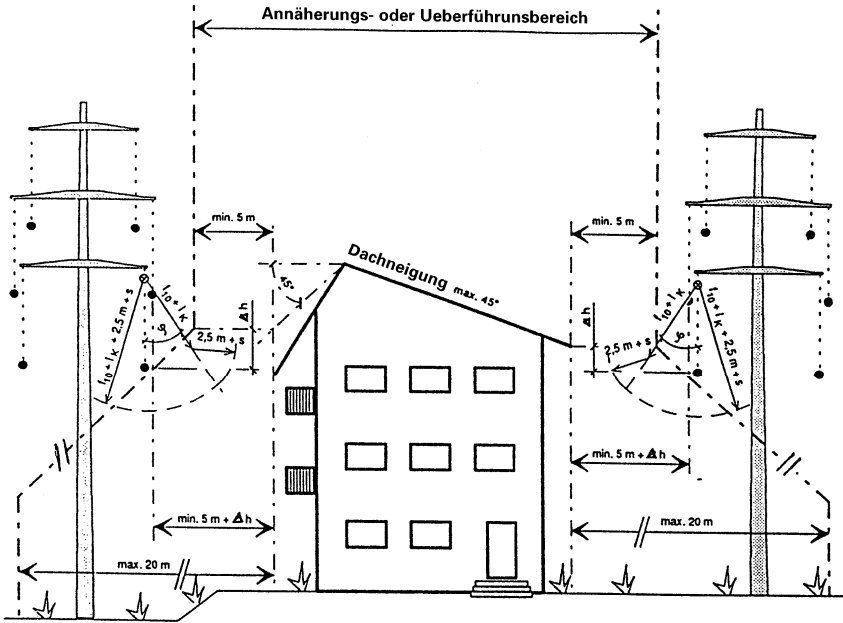 Annäherungs- oder Ueberführunsbereich
min. 5 m
min. 5 m
Dachneigung max. 45°
45°
Δh
Δh
l10 + lK
l10 + lK
l10 + lK + 2,5 m + s
l10 + lK + 2,5 m + s
φ
φ
2,5 m + s
2,5 m + s
min. 5 m + Δh
min. 5 m + Δh
max. 20 m
max. 20 m